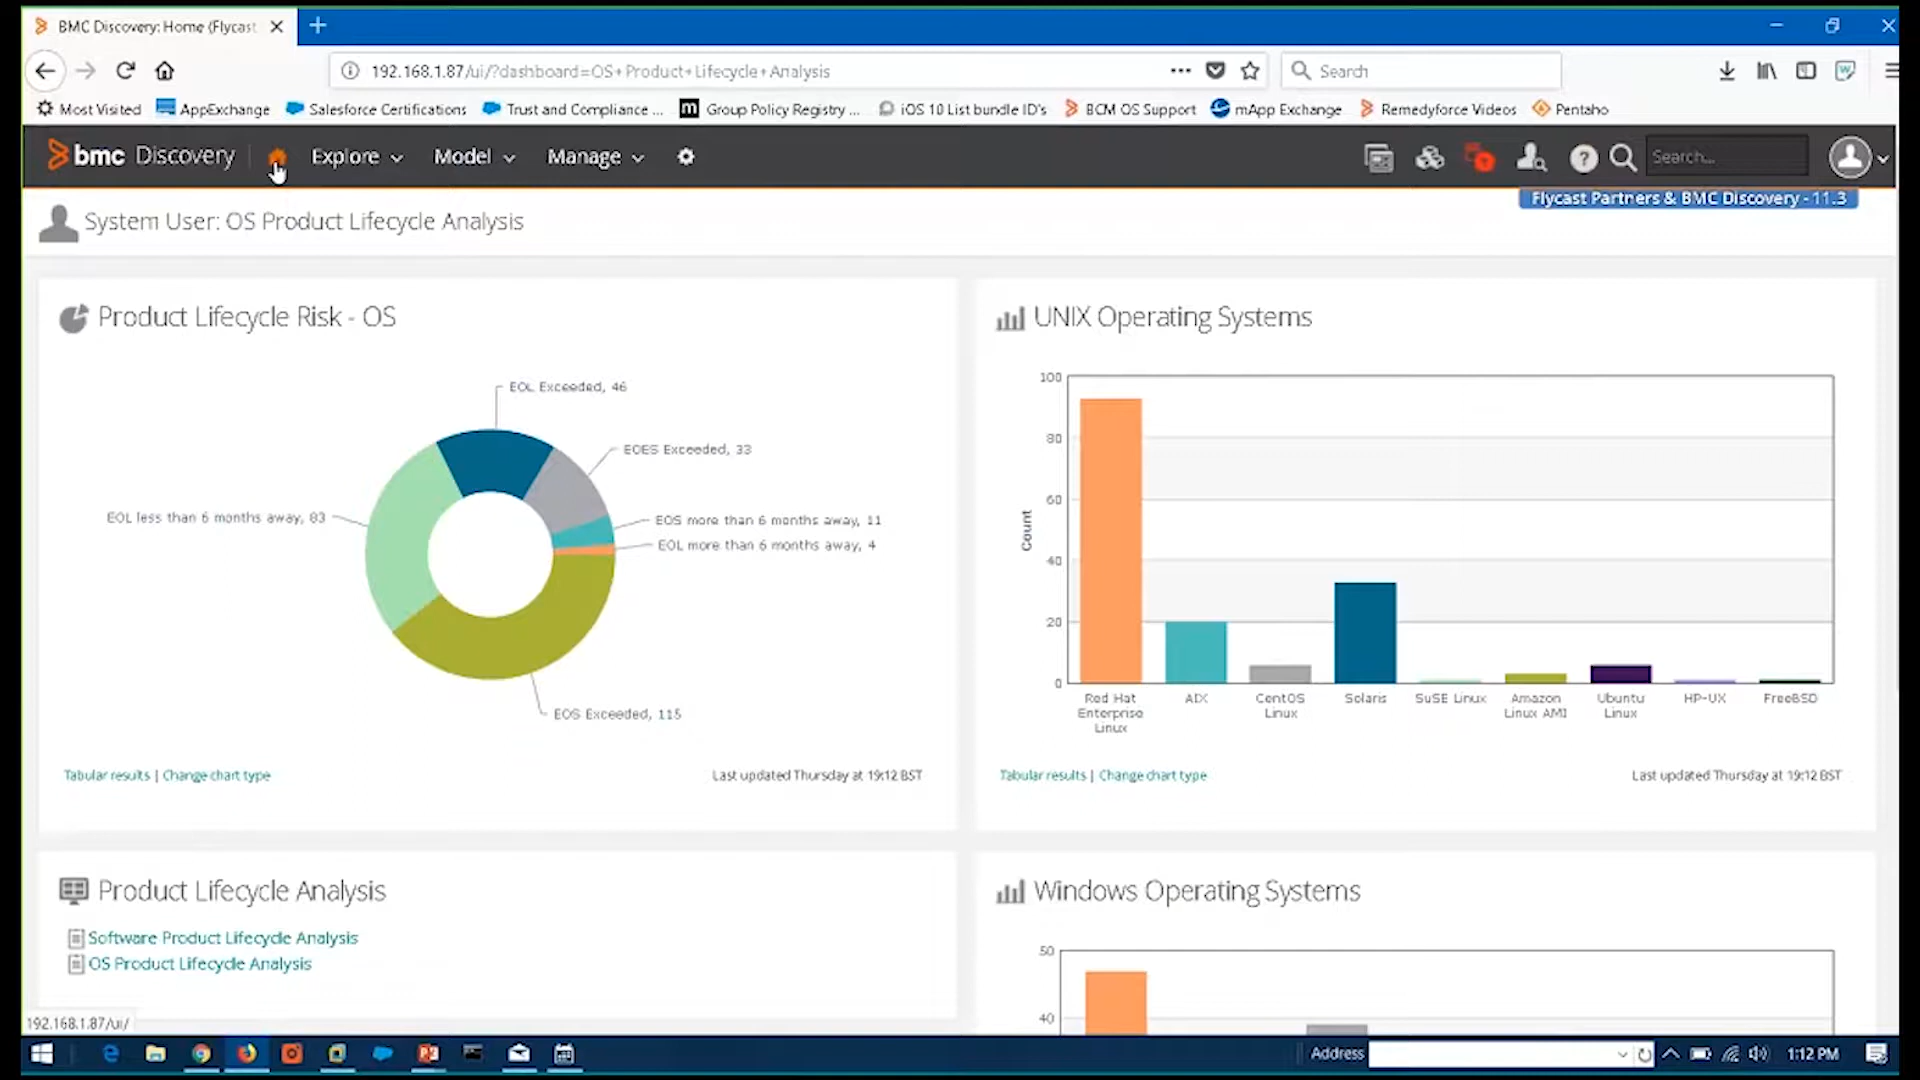 BMC Discovery: Home (Flycast
192.168.1.87/ui/?dashboard=OS+Product+Lifecycle+Analysis
Search
Most Visited
AppExchange
Salesforce Certifications
Trust and Compliance ...
m
Group Policy Registry ...
iOS 10 List bundle ID's
BCM OS Support
mApp Exchange
Remedyforce Videos
Pentaho
bmc Discovery
Explore
Model
Manage
Search...
Flycast Partners & BMC Discovery - 11.3
System User: OS Product Lifecycle Analysis
Product Lifecycle Risk - OS
EOL Exceeded, 46
EOES Exceeded, 33
EOL less than 6 months away, 83
EOS more than 6 months away, 11
EOL more than 6 months away, 4
EOS Exceeded, 115
Tabular results | Change chart type
Last updated Thursday at 19:12 BST
UNIX Operating Systems
100
80
60
40
20
0
Count
Red Hat
Enterprise
Linux
AIX
CentOS
Linux
Solaris
SuSE Linux
Amazon
Linux AMI
Ubuntu
Linux
HP-UX
FreeBSD
Tabular results | Change chart type
Last updated Thursday at 19:12 BST
Product Lifecycle Analysis
Software Product Lifecycle Analysis
OS Product Lifecycle Analysis
Windows Operating Systems
50
40
192.168.1.87/ui/
Address
1:12 PM